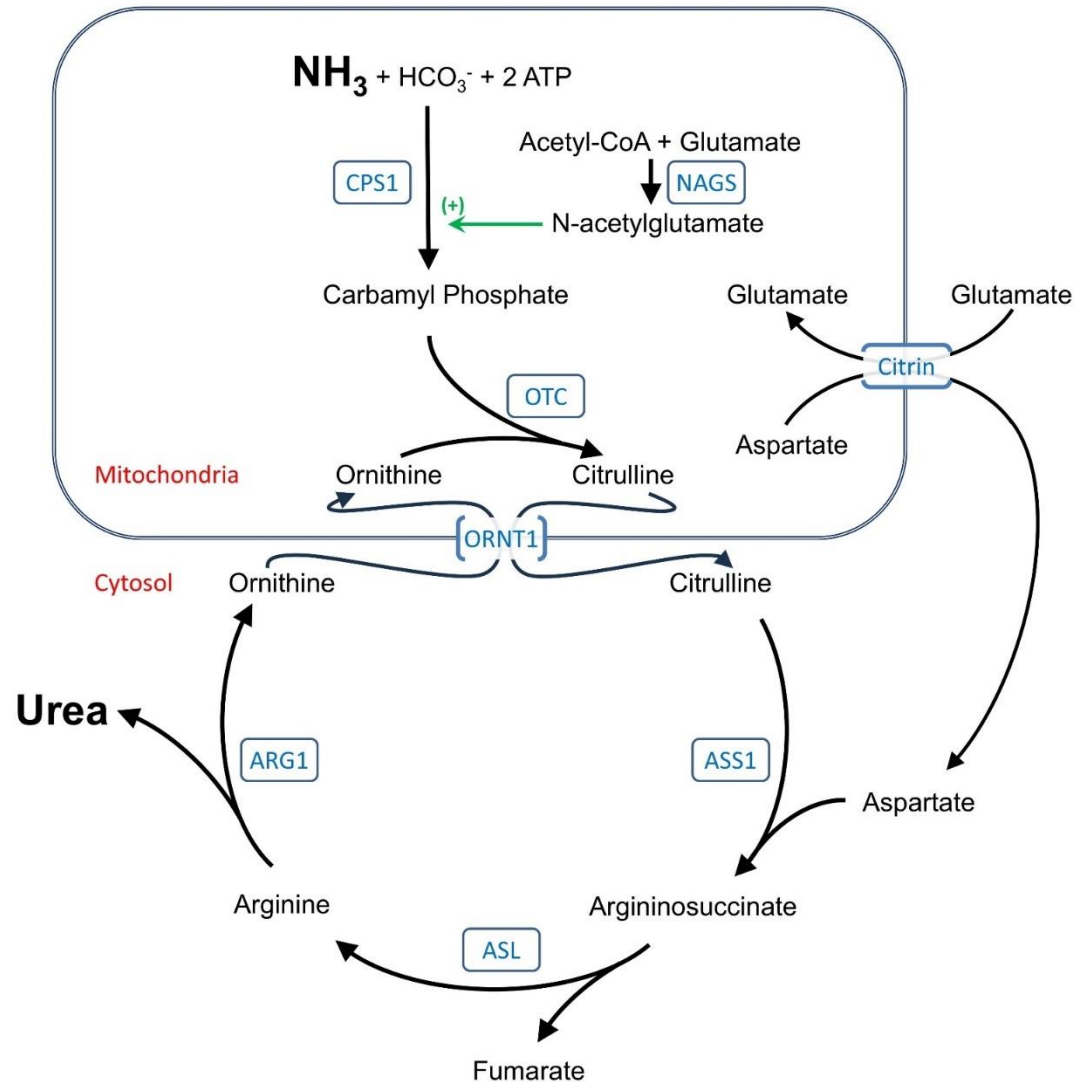 NH₃ + HCO₃⁻ + 2 ATP
Acetyl-CoA + Glutamate
CPS1
NAGS
(+)
N-acetylglutamate
Carbamyl Phosphate
Glutamate
Glutamate
Citrin
OTC
Aspartate
Mitochondria
Ornithine
Citrulline
ORNT1
Cytosol
Ornithine
Citrulline
Urea
ARG1
ASS1
Aspartate
Arginine
Argininosuccinate
ASL
Fumarate